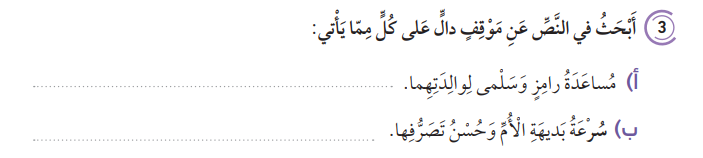 3 أَبْحَثُ في النَّصِّ عَنِ مَوْقِفٍ دالٍّ عَلى كُلٍّ مِمّا يَأْتي:
أ) مُساعَدَةُ رامِزٍ وَسَلْمى لِوالِدَتِهِما. ........................................
ب) سُرْعَةُ بَديهَةِ الْأُمِّ وَحُسْنُ تَصَرُّفِها. ........................................